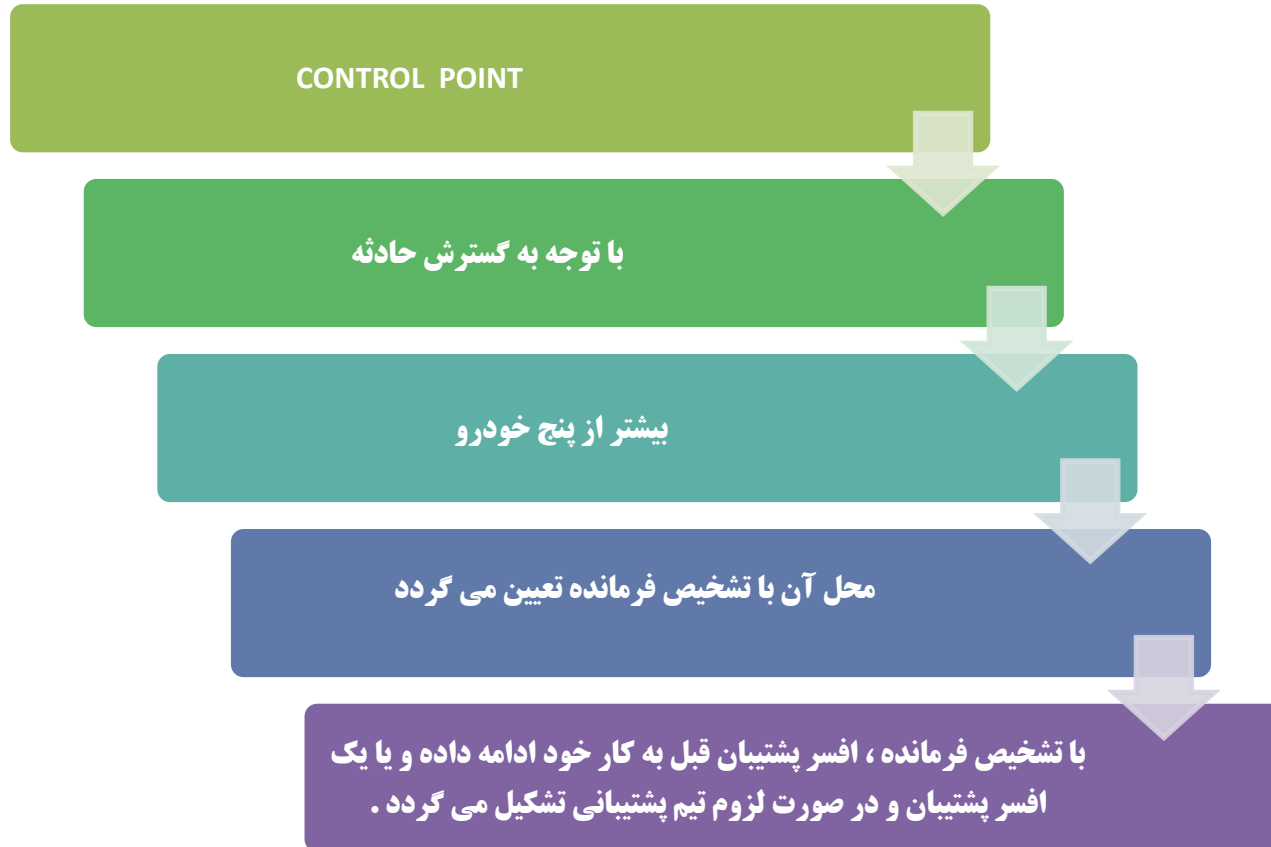 CONTROL POINT
با توجه به گسترش حادثه
بیشتر از پنج خودرو
محل آن با تشخیص فرمانده تعیین می گردد
با تشخیص فرمانده ، افسر پشتیبان قبل به کار خود ادامه داده و یا یک
افسر پشتیبان و در صورت لزوم تیم پشتیبانی تشکیل می گردد .